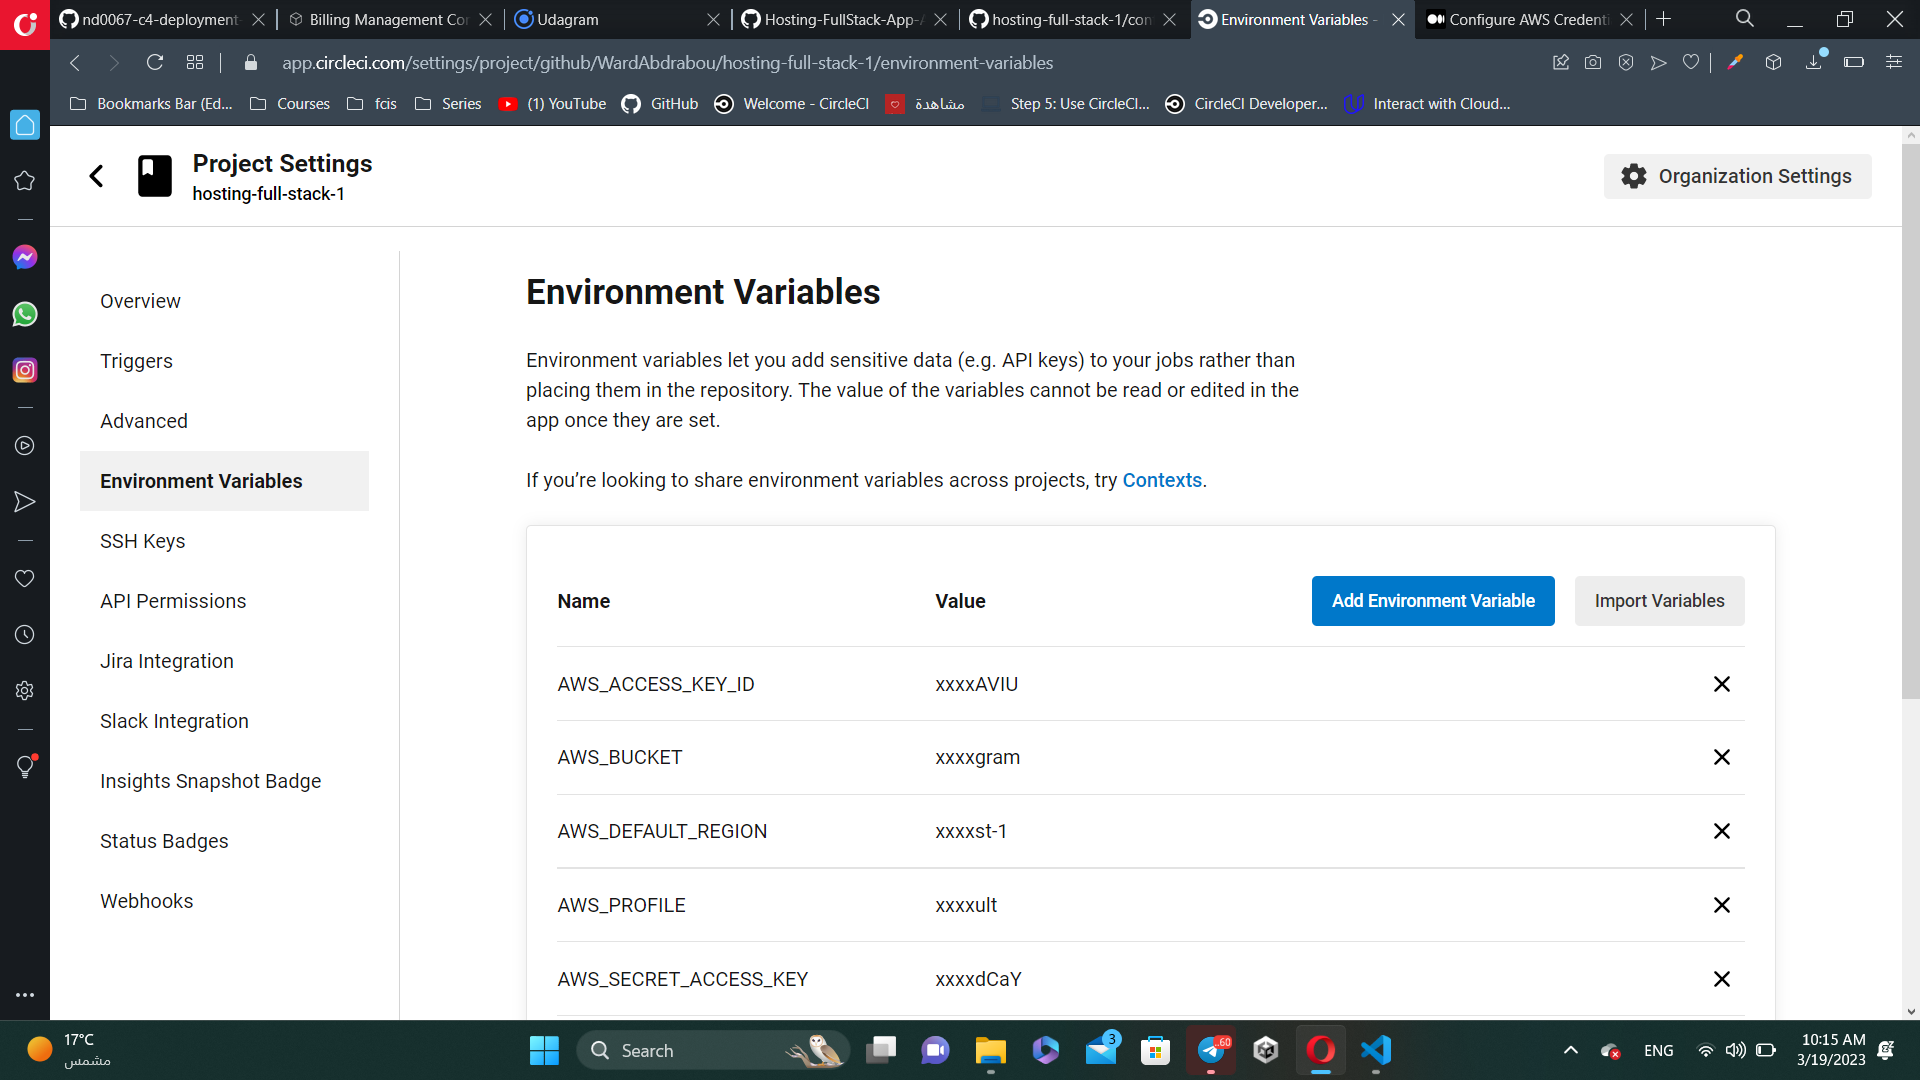 nd0067-c4-deployment-
Billing Management Con
Udagram
Hosting-FullStack-App-A
hosting-full-stack-1/con
Environment Variables -
Configure AWS Credenti
app.circleci.com/settings/project/github/WardAbdrabou/hosting-full-stack-1/environment-variables
Bookmarks Bar (Ed...
Courses
fcis
Series
(1) YouTube
GitHub
Welcome - CircleCI
مشاهدة
Step 5: Use CircleCI...
CircleCI Developer...
Interact with Cloud...
Project Settings
hosting-full-stack-1
Organization Settings
Overview
Triggers
Advanced
Environment Variables
SSH Keys
API Permissions
Jira Integration
Slack Integration
Insights Snapshot Badge
Status Badges
Webhooks
Environment Variables
Environment variables let you add sensitive data (e.g. API keys) to your jobs rather than
placing them in the repository. The value of the variables cannot be read or edited in the
app once they are set.
If you’re looking to share environment variables across projects, try Contexts.
Name
Value
Add Environment Variable
Import Variables
AWS_ACCESS_KEY_ID
xxxxAVIU
AWS_BUCKET
xxxxgram
AWS_DEFAULT_REGION
xxxxst-1
AWS_PROFILE
xxxxult
AWS_SECRET_ACCESS_KEY
xxxxdCaY
17°C
مشمس
Search
3
.60
ENG
10:15 AM
3/19/2023